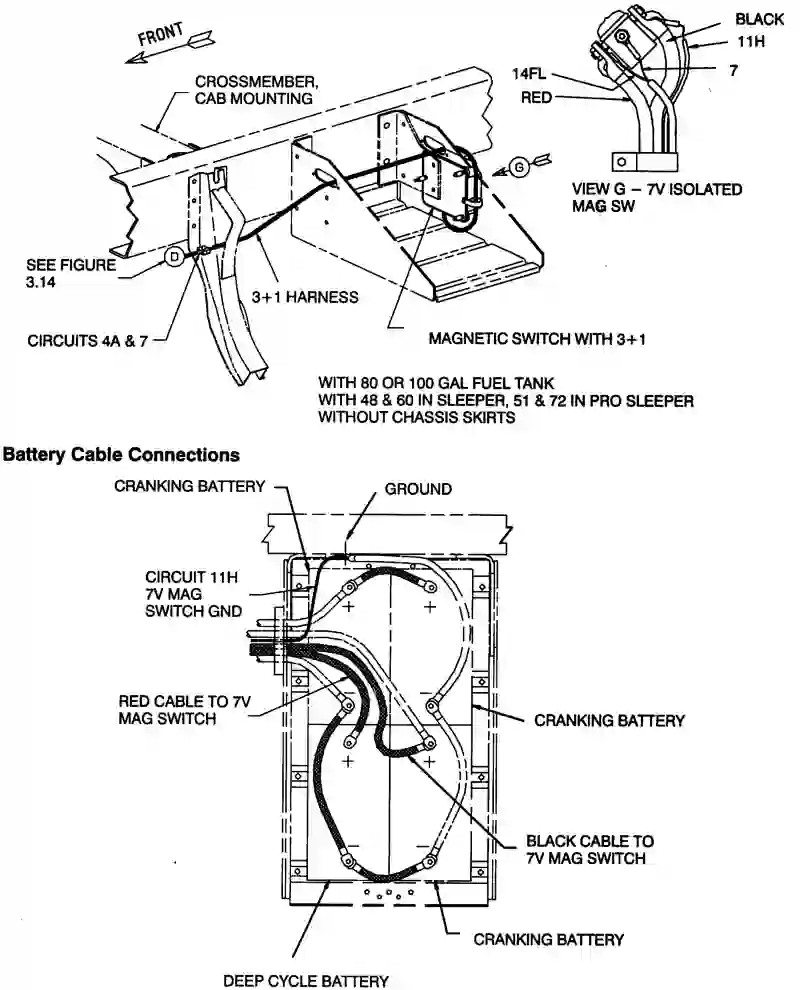 FRONT
CROSSMEMBER,
CAB MOUNTING
BLACK
11H
14FL
7
RED
G
VIEW G – 7V ISOLATED
MAG SW
D
SEE FIGURE
3.14
3+1 HARNESS
CIRCUITS 4A & 7
MAGNETIC SWITCH WITH 3+1
WITH 80 OR 100 GAL FUEL TANK
WITH 48 & 60 IN SLEEPER, 51 & 72 IN PRO SLEEPER
WITHOUT CHASSIS SKIRTS
Battery Cable Connections
CRANKING BATTERY
GROUND
CIRCUIT 11H
7V MAG
SWITCH GND
+ +
RED CABLE TO 7V
MAG SWITCH
– –
CRANKING BATTERY
+ +
BLACK CABLE TO
7V MAG SWITCH
– –
CRANKING BATTERY
DEEP CYCLE BATTERY